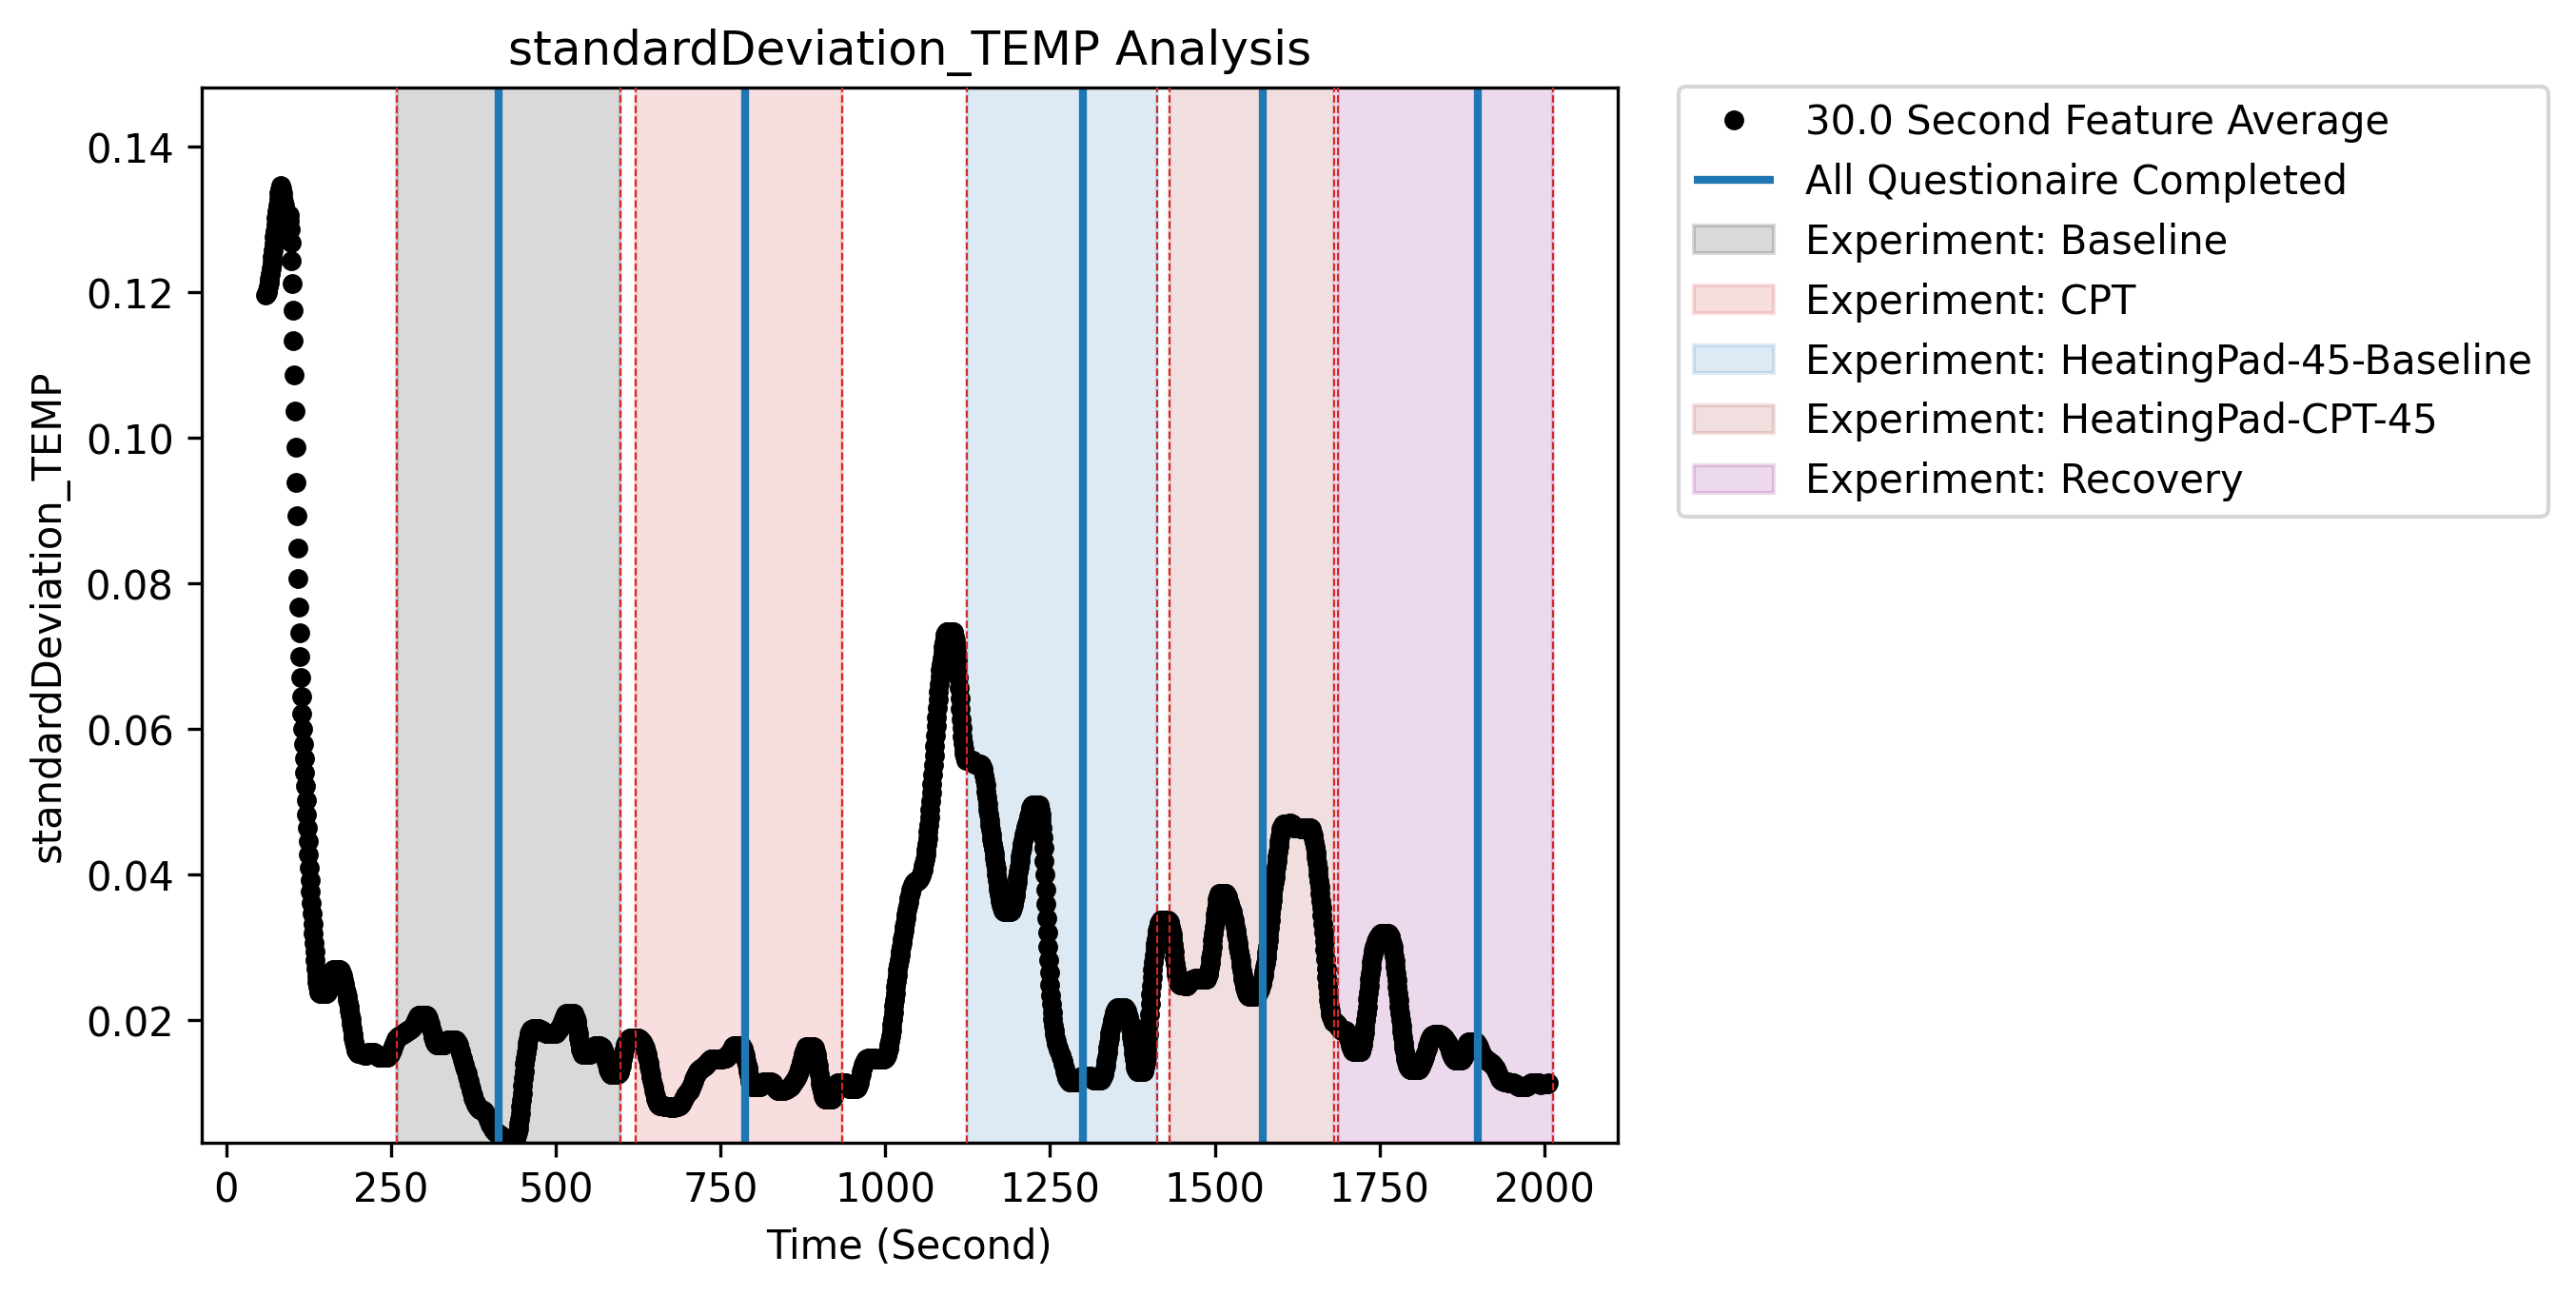 standardDeviation_TEMP Analysis
standardDeviation_TEMP
0.14
0.12
0.10
0.08
0.06
0.04
0.02
0 250 500 750 1000 1250 1500 1750 2000
Time (Second)
30.0 Second Feature Average
All Questionaire Completed
Experiment: Baseline
Experiment: CPT
Experiment: HeatingPad-45-Baseline
Experiment: HeatingPad-CPT-45
Experiment: Recovery